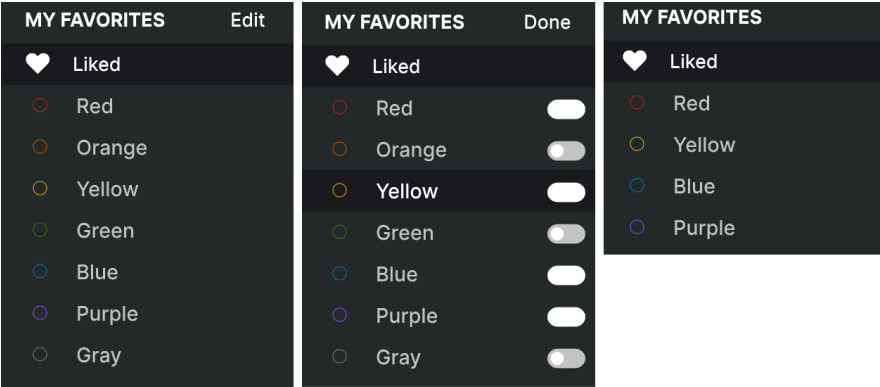 MY FAVORITES Edit
Liked
Red
Orange
Yellow
Green
Blue
Purple
Gray
MY FAVORITES Done
Liked
Red
Orange
Yellow
Green
Blue
Purple
Gray
MY FAVORITES
Liked
Red
Yellow
Blue
Purple